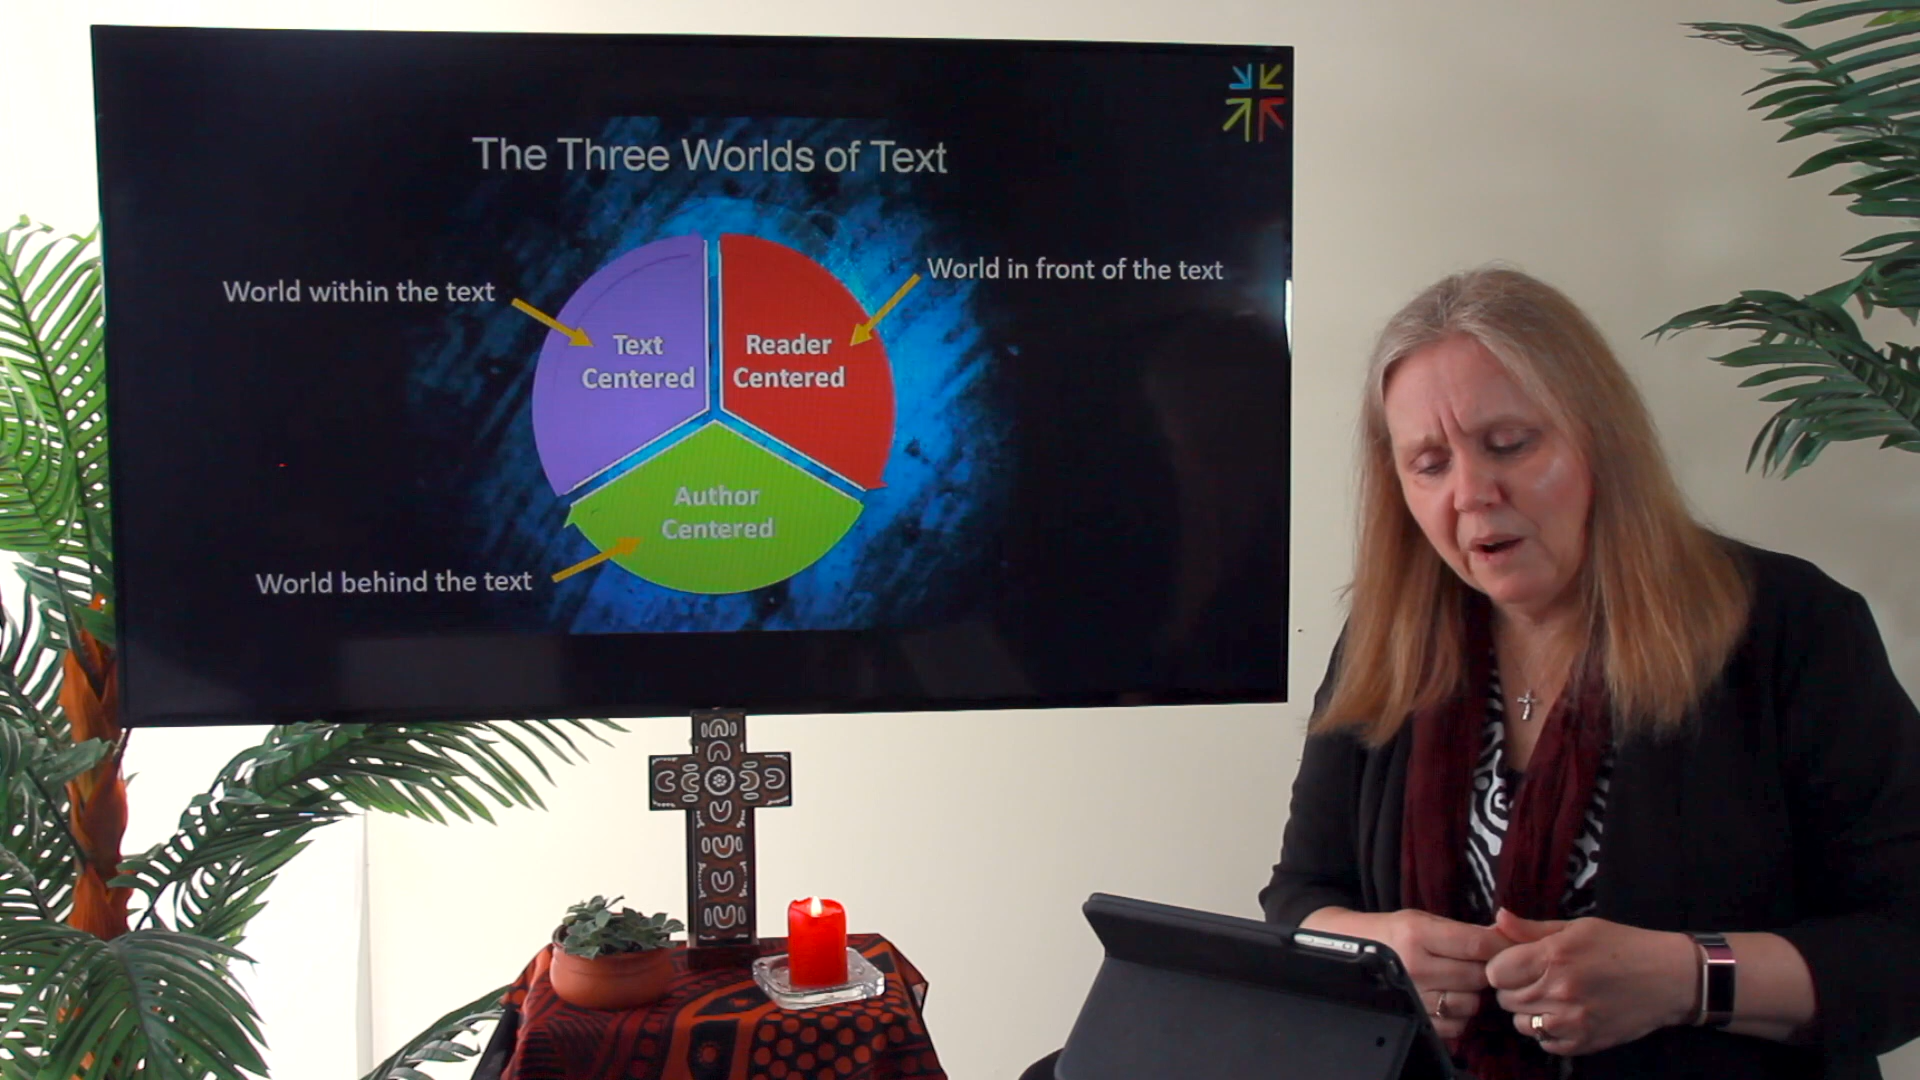 The Three Worlds of Text
World within the text
World in front of the text
Text
Centered
Reader
Centered
Author
Centered
World behind the text